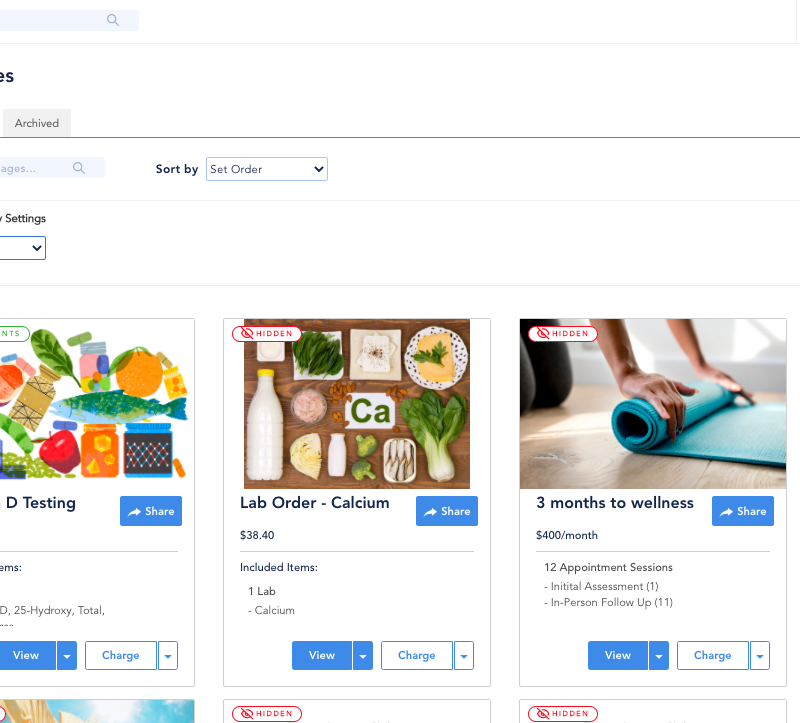 es
Archived
ages...
Sort by
Set Order
y Settings
NTS
HIDDEN
HIDDEN
Ca
D Testing
Share
Lab Order - Calcium
Share
3 months to wellness
Share
$38.40
$400/month
ems:
Included Items:
12 Appointment Sessions
1 Lab
- Initital Assessment (1)
D, 25-Hydroxy, Total,
- Calcium
- In-Person Follow Up (11)
View
Charge
View
Charge
View
Charge
HIDDEN
HIDDEN